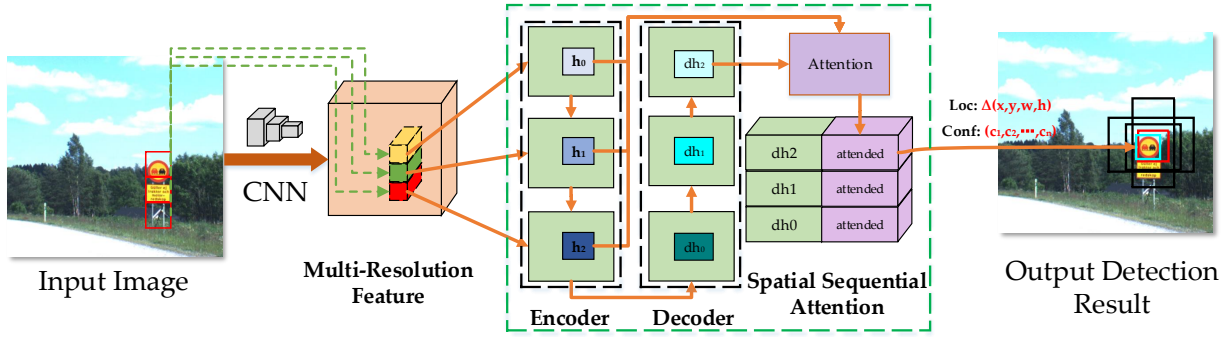 Input Image
CNN
Multi-Resolution
Feature
h₀
h₁
h₂
Encoder
dh₂
dh₁
dh₀
Decoder
Attention
dh2 attended
dh1 attended
dh0 attended
Spatial Sequential
Attention
Loc: Δ(x,y,w,h)
Conf: (c₁,c₂,···,cₙ)
Output Detection
Result